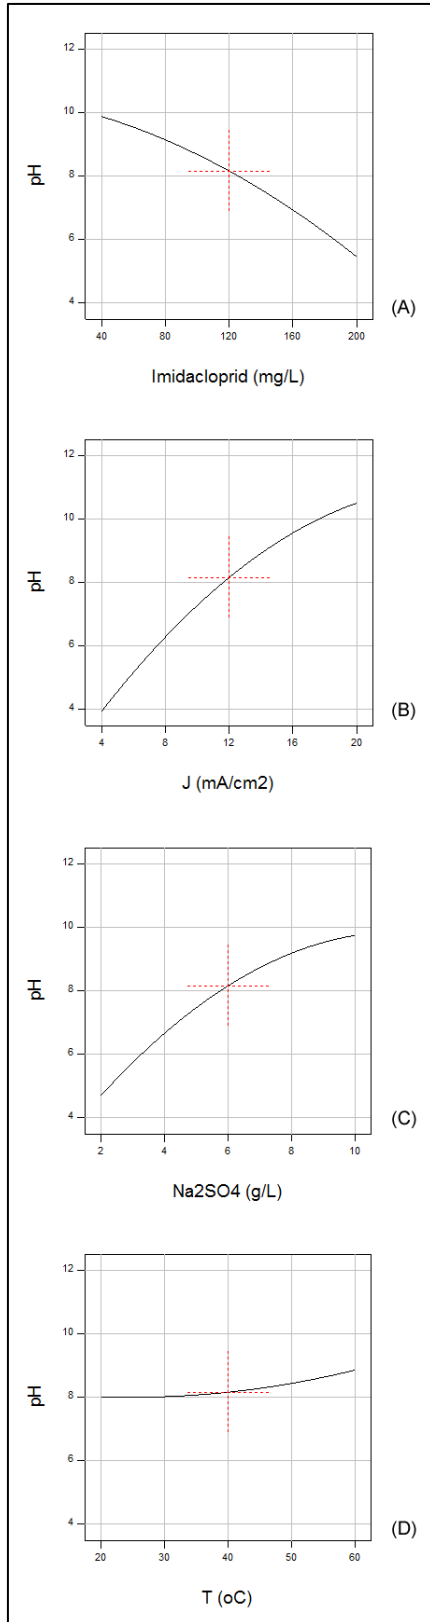 12
10
8
6
4
pH
40 80 120 160 200
(A)
Imidacloprid (mg/L)
12
10
8
6
4
pH
4 8 12 16 20
(B)
J (mA/cm2)
12
10
8
6
4
pH
2 4 6 8 10
(C)
Na2SO4 (g/L)
12
10
8
6
4
pH
20 30 40 50 60
(D)
T (oC)